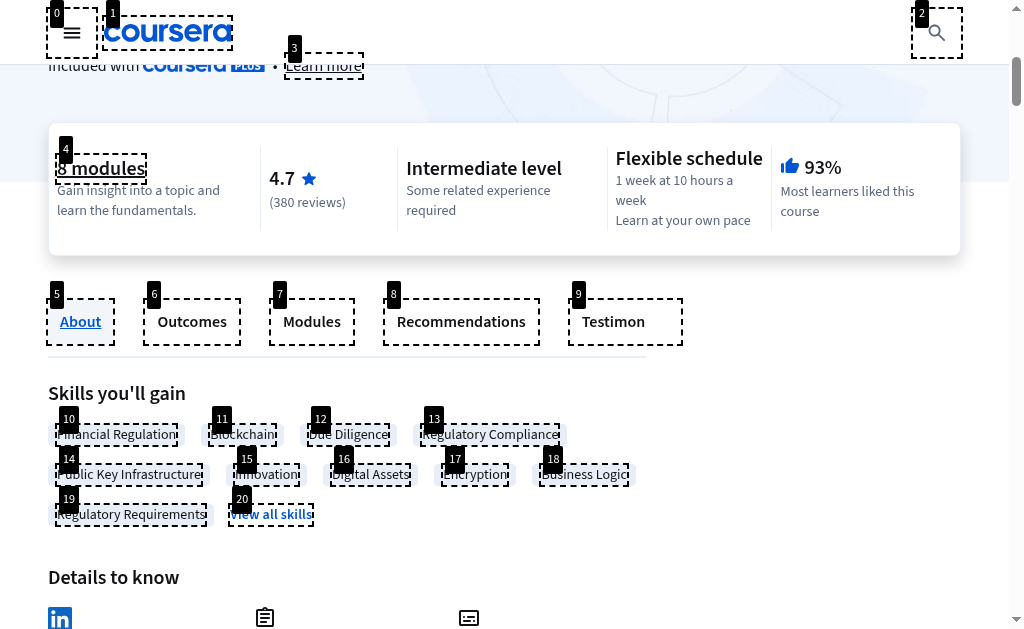 coursera
Included with coursera PLUS • Learn more
8 modules
Gain insight into a topic and
learn the fundamentals.
4.7
(380 reviews)
Intermediate level
Some related experience
required
Flexible schedule
1 week at 10 hours a
week
Learn at your own pace
93%
Most learners liked this
course
About
Outcomes
Modules
Recommendations
Testimon
Skills you'll gain
Financial Regulation
Blockchain
Due Diligence
Regulatory Compliance
Public Key Infrastructure
Innovation
Digital Assets
Encryption
Business Logic
Regulatory Requirements
View all skills
Details to know
in
0
1
2
3
4
5
6
7
8
9
10
11
12
13
14
15
16
17
18
19
20